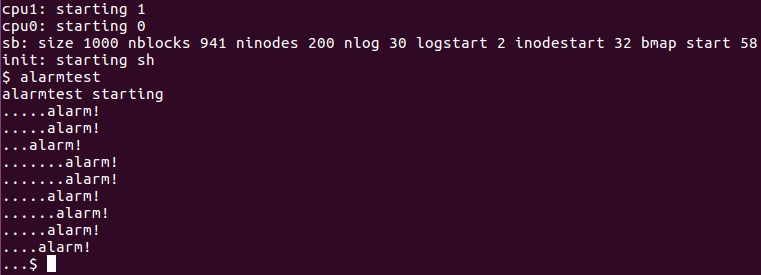 cpu1: starting 1
cpu0: starting 0
sb: size 1000 nblocks 941 ninodes 200 nlog 30 logstart 2 inodestart 32 bmap start 58
init: starting sh
$ alarmtest
alarmtest starting
.....alarm!
.....alarm!
...alarm!
.......alarm!
.......alarm!
.....alarm!
......alarm!
.....alarm!
....alarm!
...$